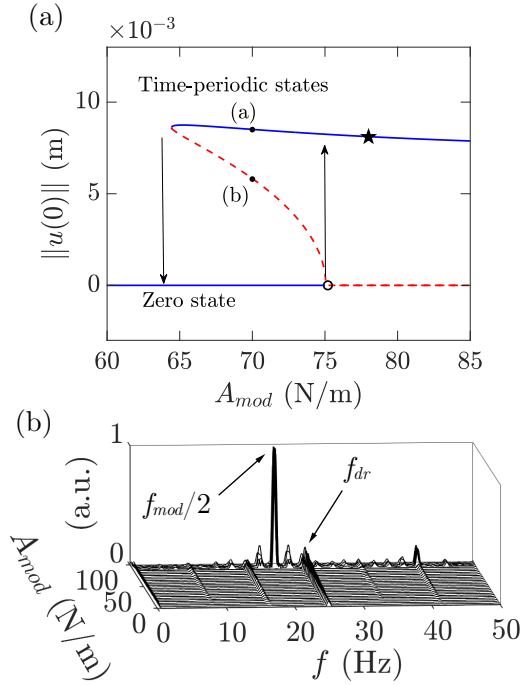 (a)
× 10⁻³
10
5
0
‖u(0)‖ (m)
Time-periodic states
(a)
(b)
Zero state
60 65 70 75 80 85
A_mod (N/m)
(b)
1
0
(a.u.)
f_mod/2
f_dr
0
50
100
A_mod (N/m)
0 10 20 30 40 50
f (Hz)